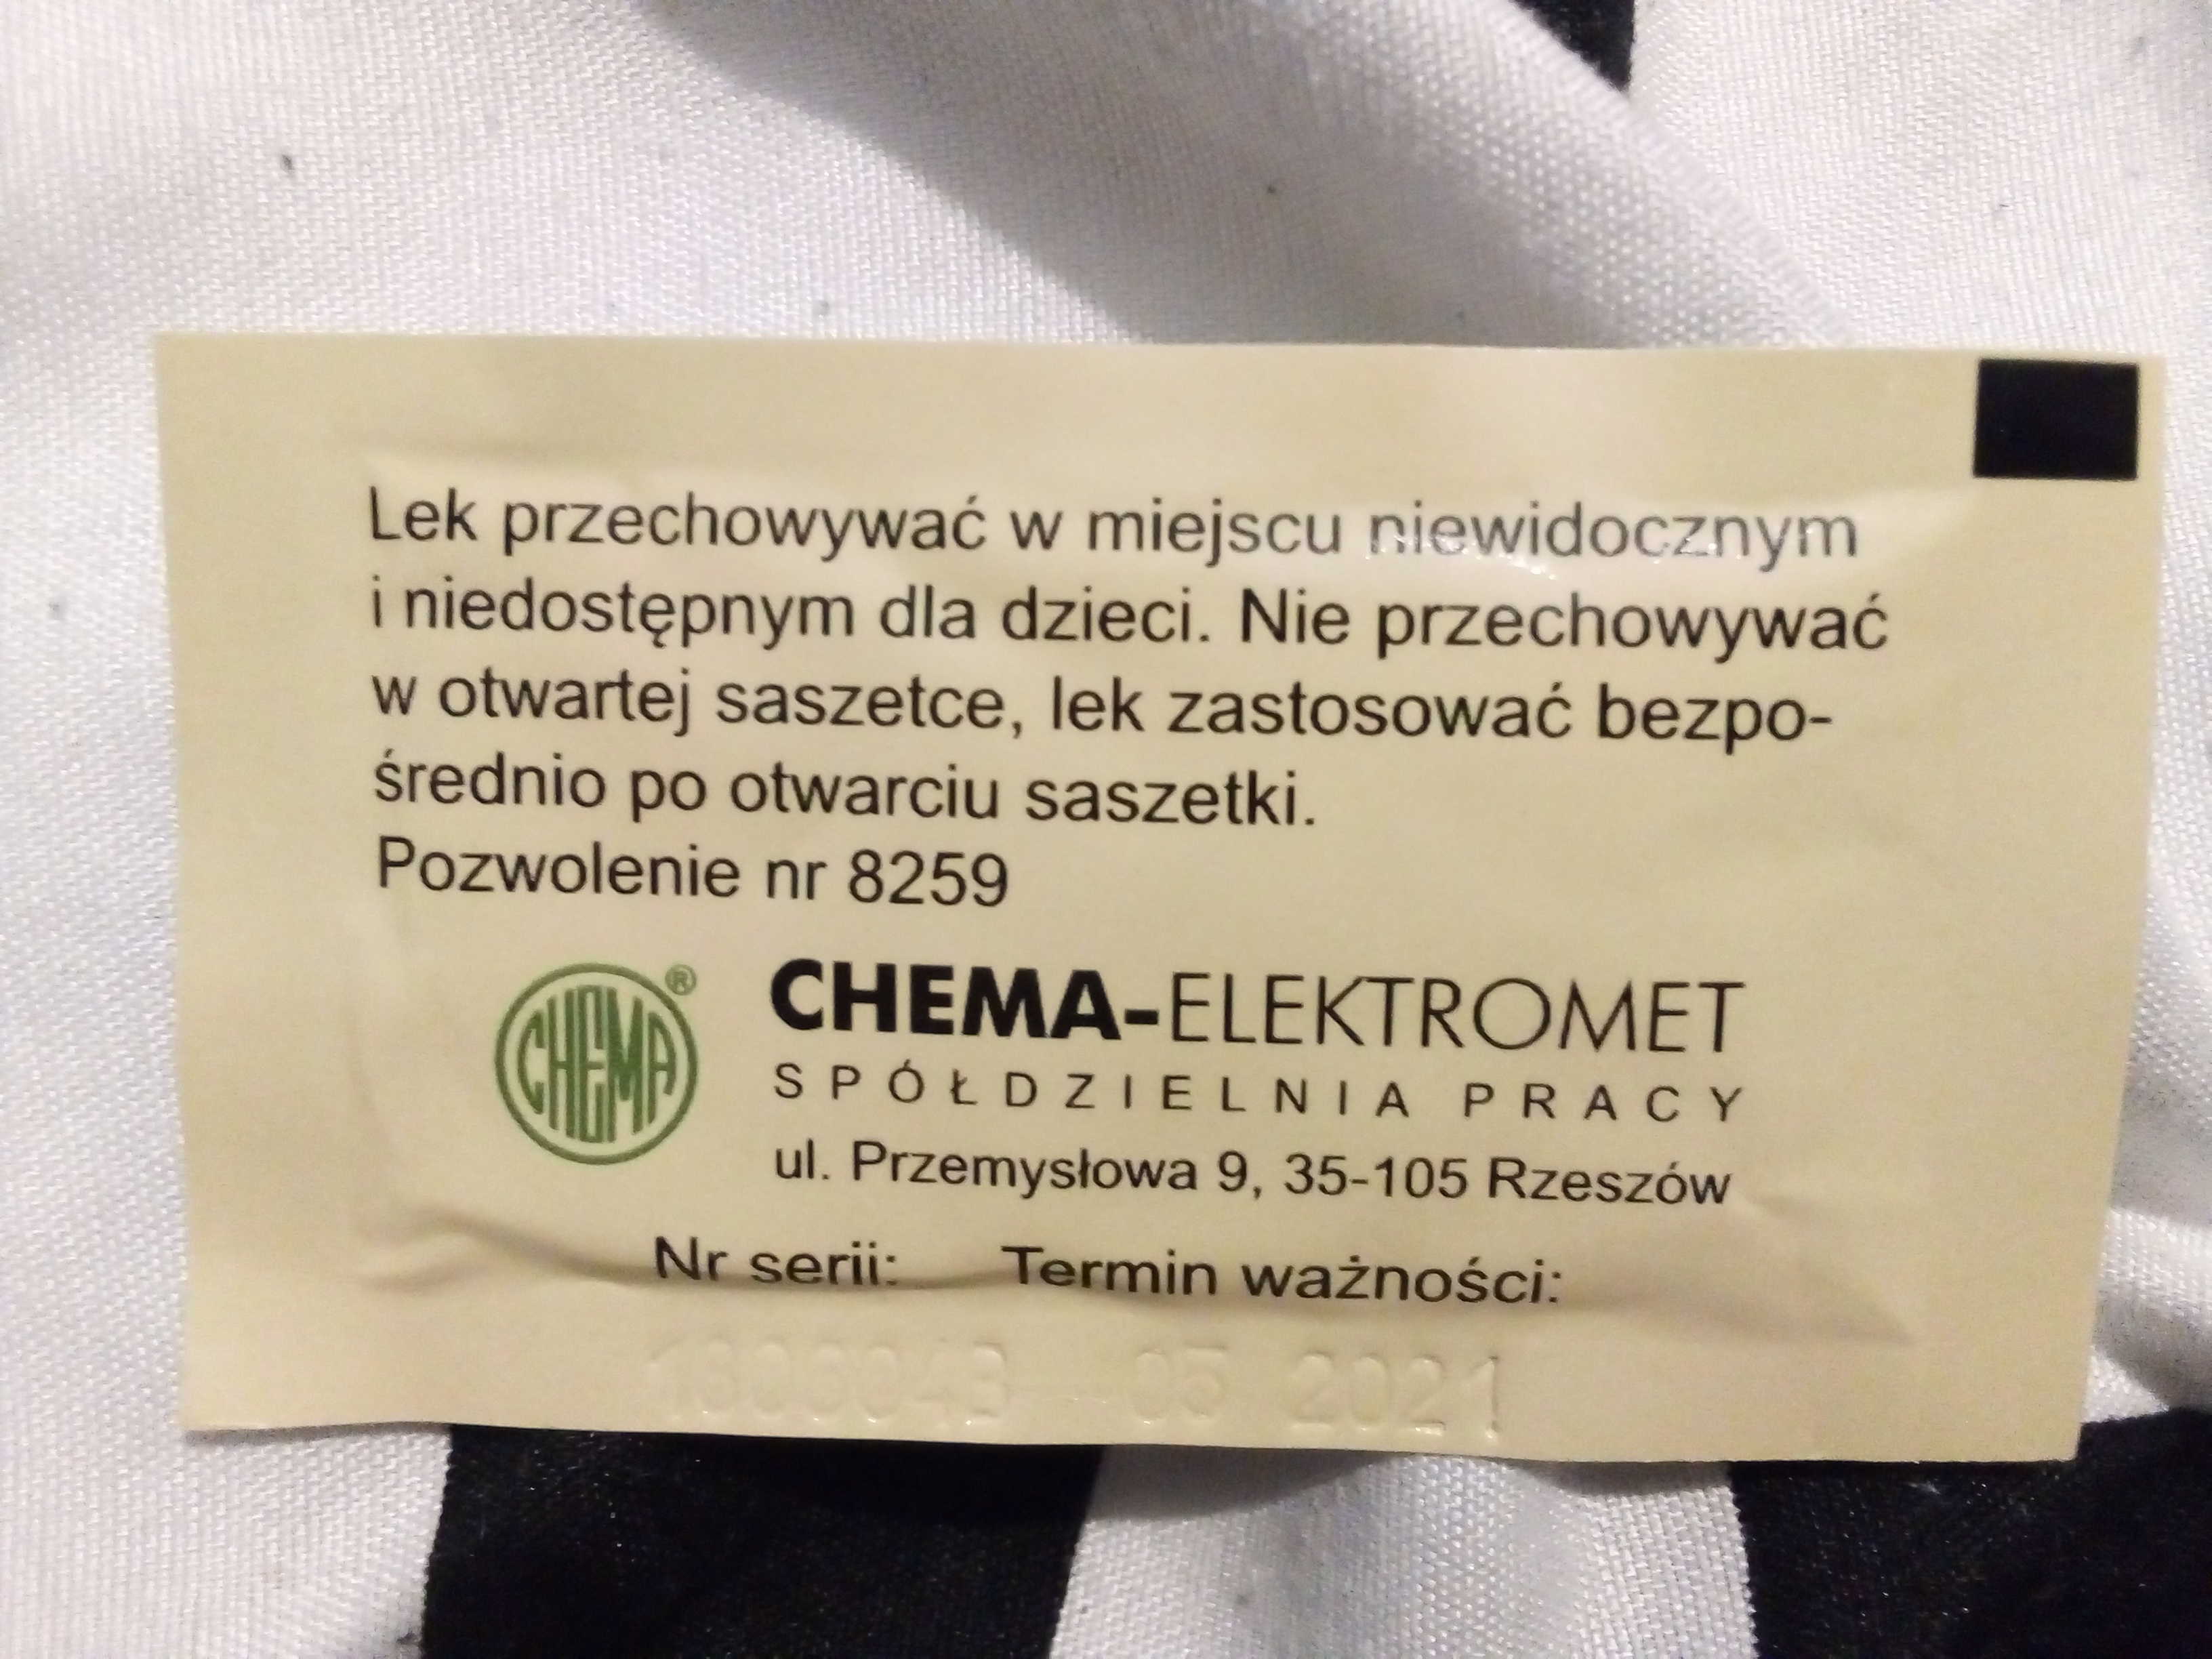 Lek przechowywać w miejscu niewidocznym
i niedostępnym dla dzieci. Nie przechowywać
w otwartej saszetce, lek zastosować bezpo-
średnio po otwarciu saszetki.
Pozwolenie nr 8259
CHEMA®
CHEMA-ELEKTROMET
SPÓŁDZIELNIA PRACY
ul. Przemysłowa 9, 35-105 Rzeszów
Nr serii: Termin ważności:
05 2021